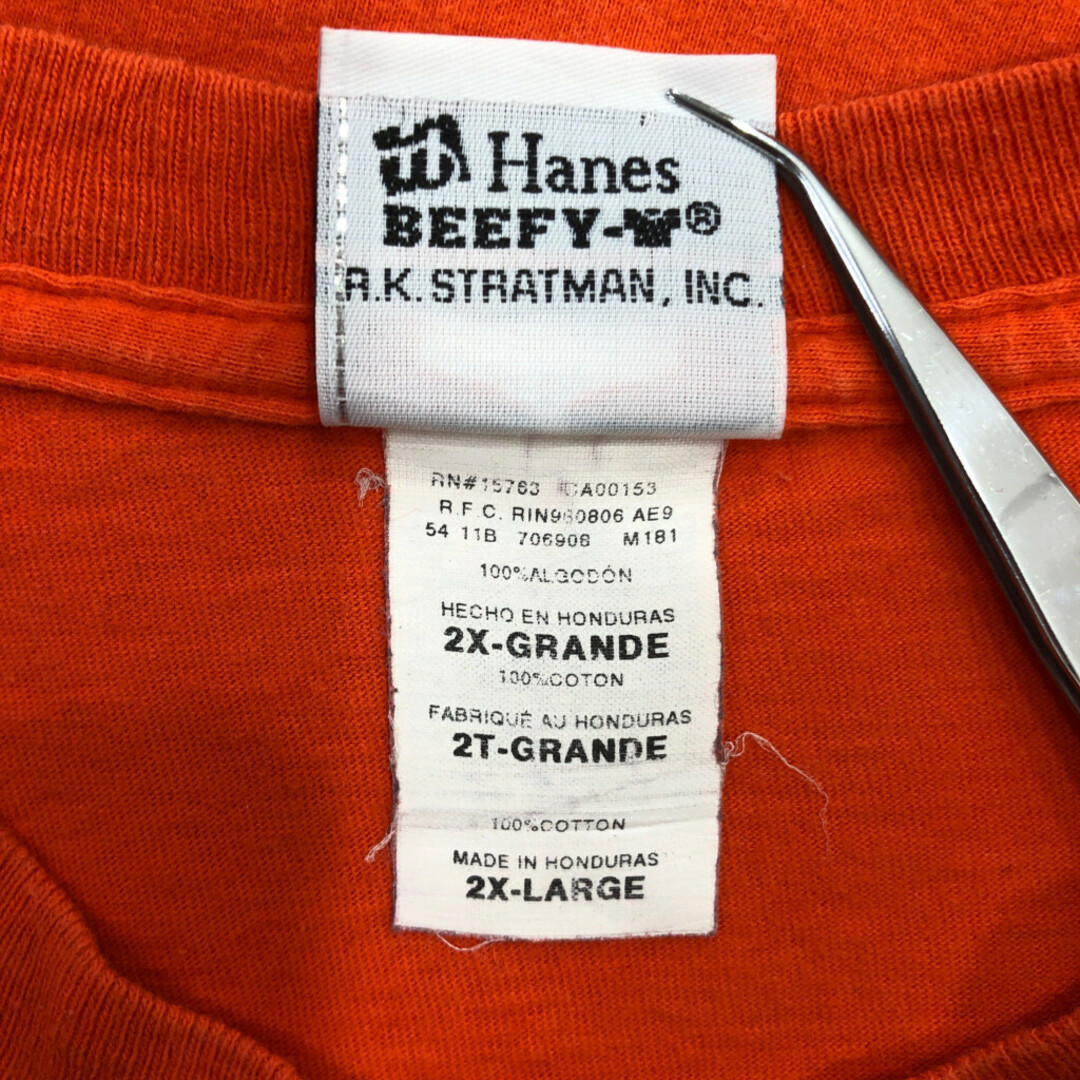 Hanes
BEEFY-T®
R.K. STRATMAN, INC.
RN#15763 CA00153
R.F.C. RIN960806 AE9
54 11B 706908 M181
100%ALGODÓN
HECHO EN HONDURAS
2X-GRANDE
100%COTON
FABRIQUÉ AU HONDURAS
2T-GRANDE
100%COTTON
MADE IN HONDURAS
2X-LARGE